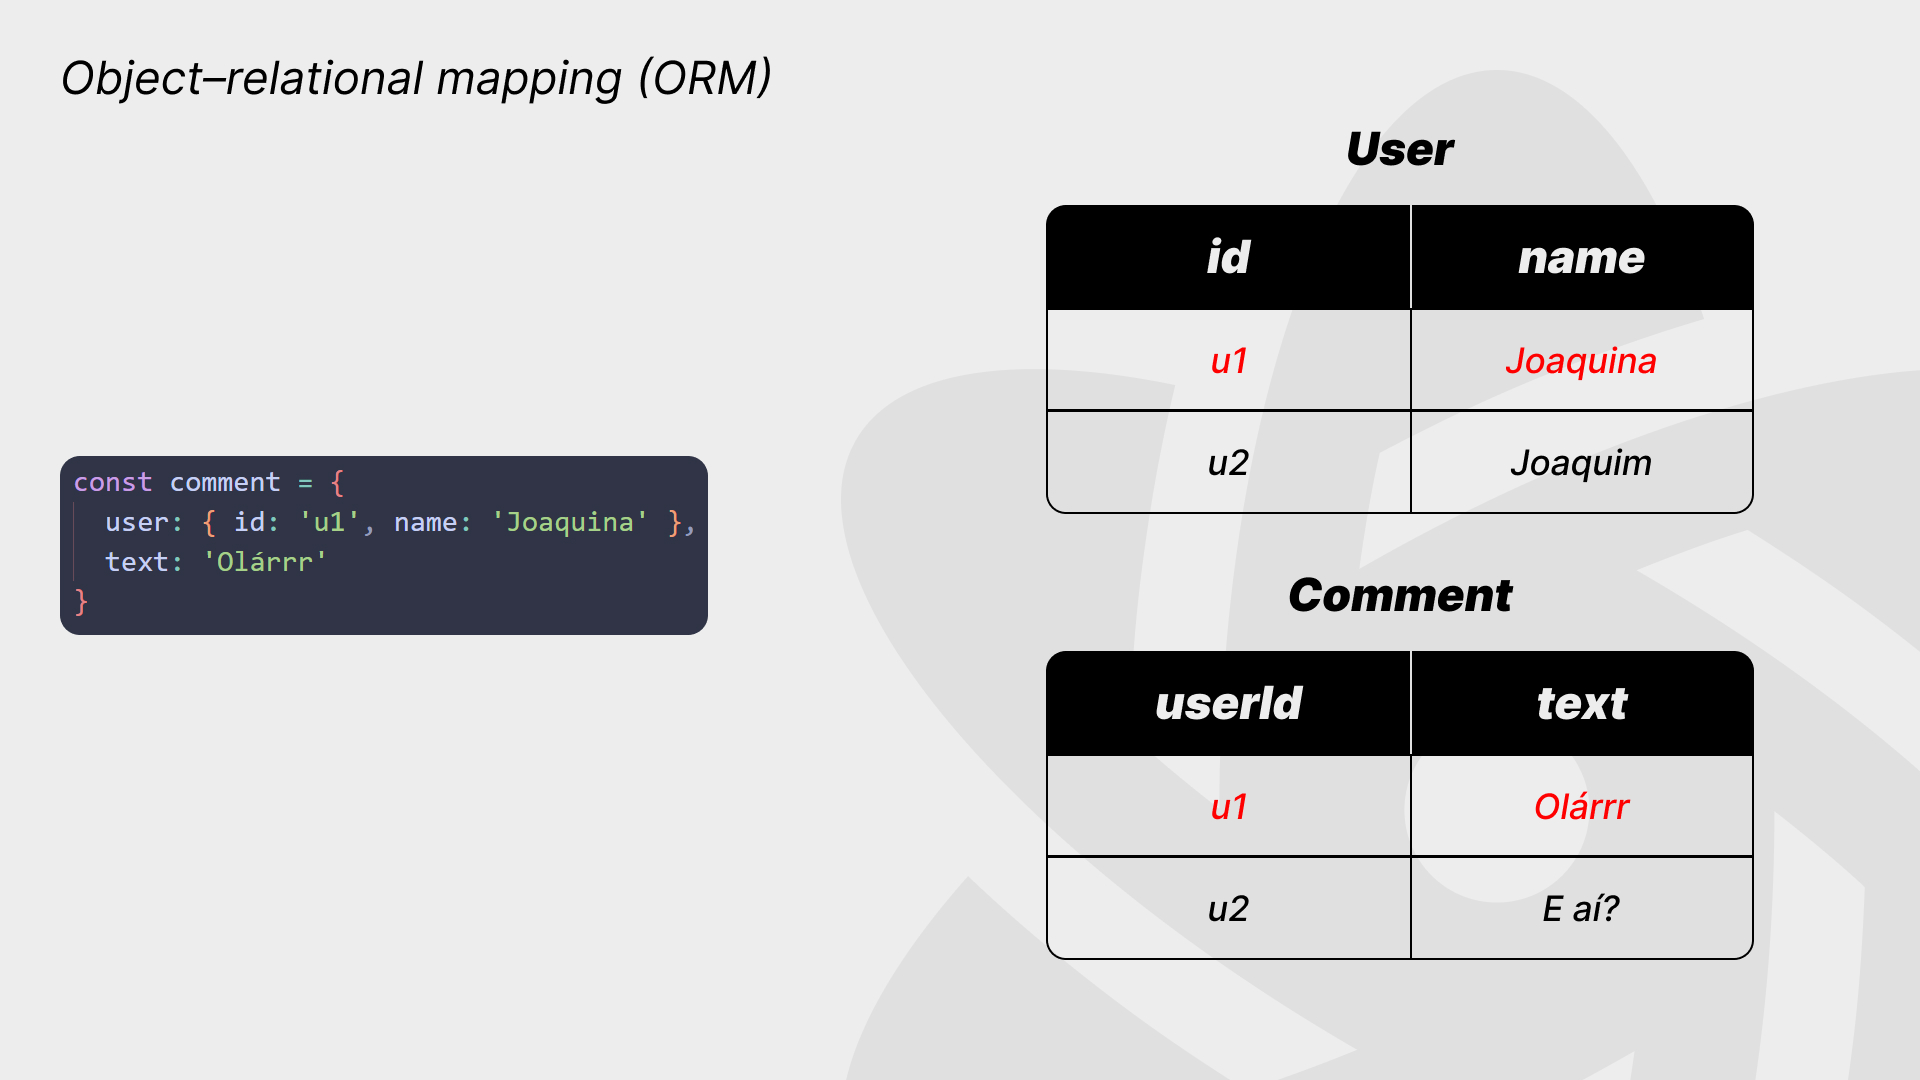 Object–relational mapping (ORM)
const comment = {
  user: { id: 'u1', name: 'Joaquina' },
  text: 'Olárrr'
}
User
id name
u1 Joaquina
u2 Joaquim
Comment
userId text
u1 Olárrr
u2 E aí?